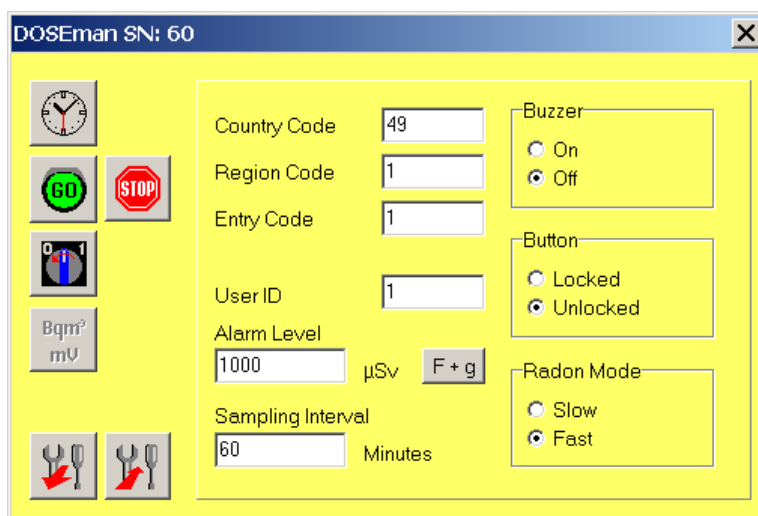 DOSEman SN: 60
GO
STOP
0 1
Bqm³
mV
Country Code 49
Region Code 1
Entry Code 1
User ID 1
Alarm Level
1000 µSv F + g
Sampling Interval
60 Minutes
Buzzer
On
Off
Button
Locked
Unlocked
Radon Mode
Slow
Fast